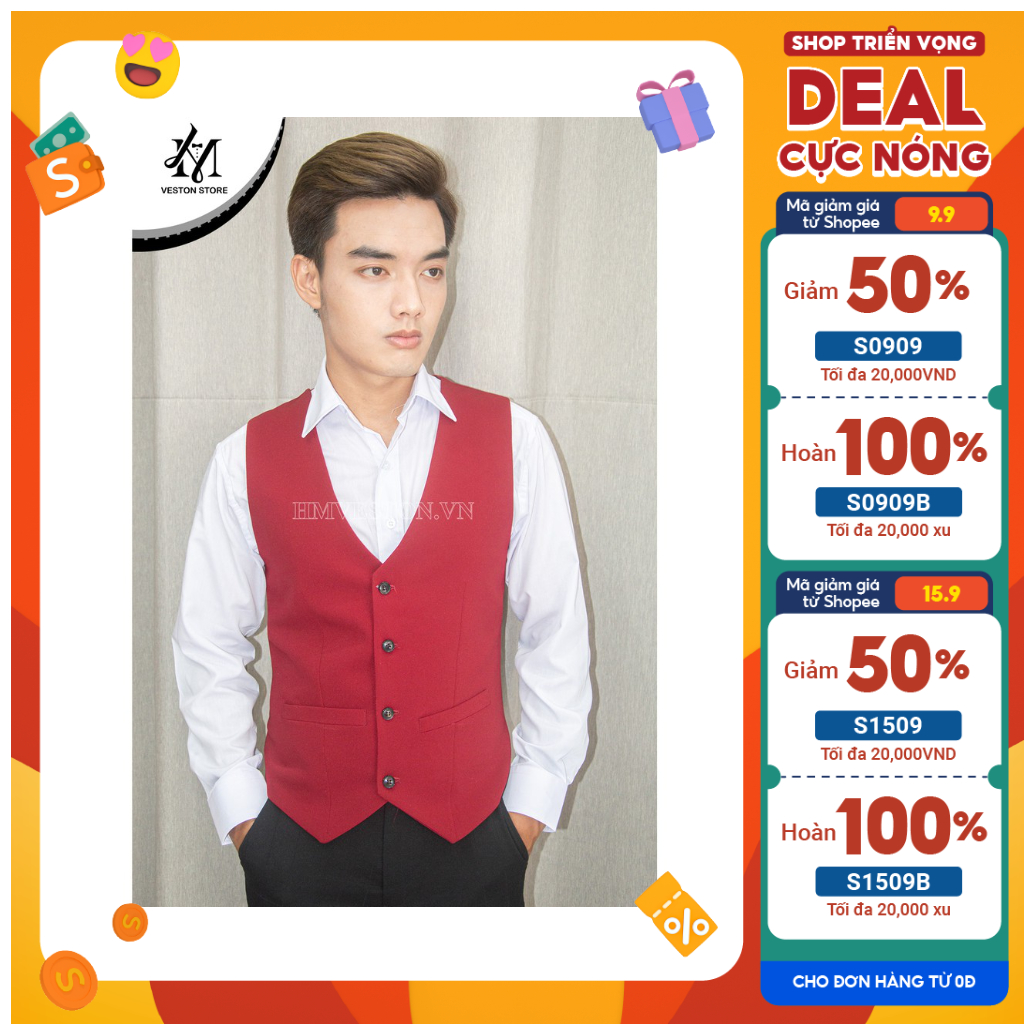 VESTON STORE
S
SHOP TRIỂN VỌNG
DEAL
CỰC NÓNG
Mã giảm giá
từ Shopee
9.9
Giảm 50%
S0909
Tối đa 20,000VND
Hoàn 100%
S0909B
Tối đa 20,000 xu
Mã giảm giá
từ Shopee
15.9
Giảm 50%
S1509
Tối đa 20,000VND
Hoàn 100%
S1509B
Tối đa 20,000 xu
CHO ĐƠN HÀNG TỪ 0Đ
%
S
S